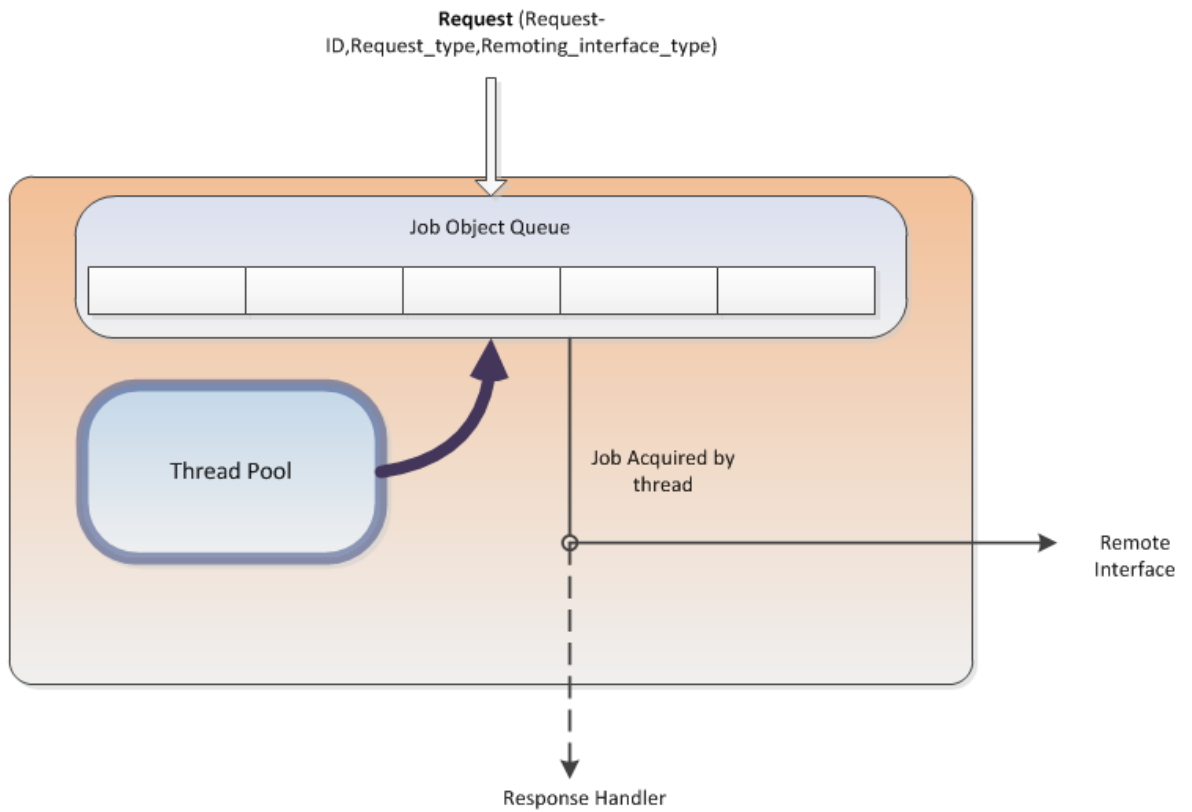 Request (Request-
ID,Request_type,Remoting_interface_type)
Job Object Queue
Thread Pool
Job Acquired by
thread
Remote
Interface
Response Handler